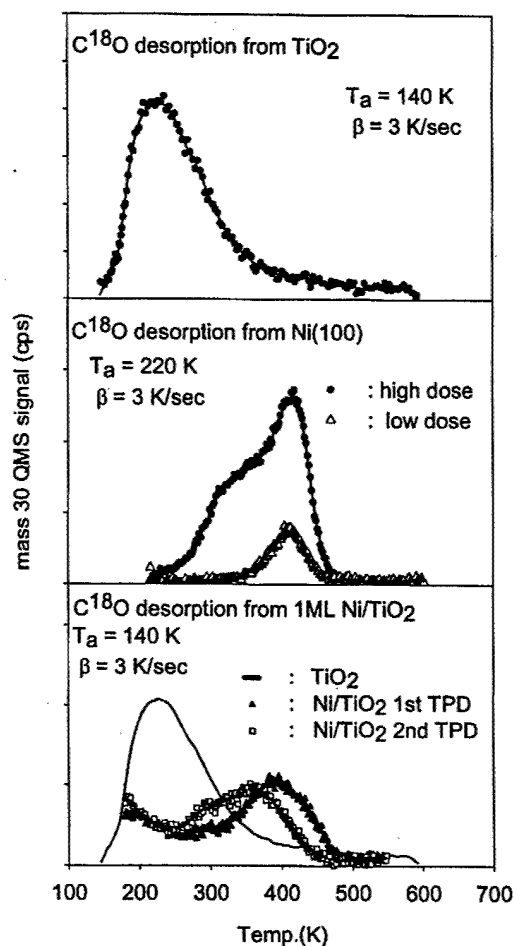 C¹⁸O desorption from TiO₂
Tₐ = 140 K
β = 3 K/sec
C¹⁸O desorption from Ni(100)
Tₐ = 220 K
β = 3 K/sec
: high dose
: low dose
mass 30 QMS signal (cps)
C¹⁸O desorption from 1ML Ni/TiO₂
Tₐ = 140 K
β = 3 K/sec
: TiO₂
: Ni/TiO₂ 1st TPD
: Ni/TiO₂ 2nd TPD
100 200 300 400 500 600 700
Temp.(K)